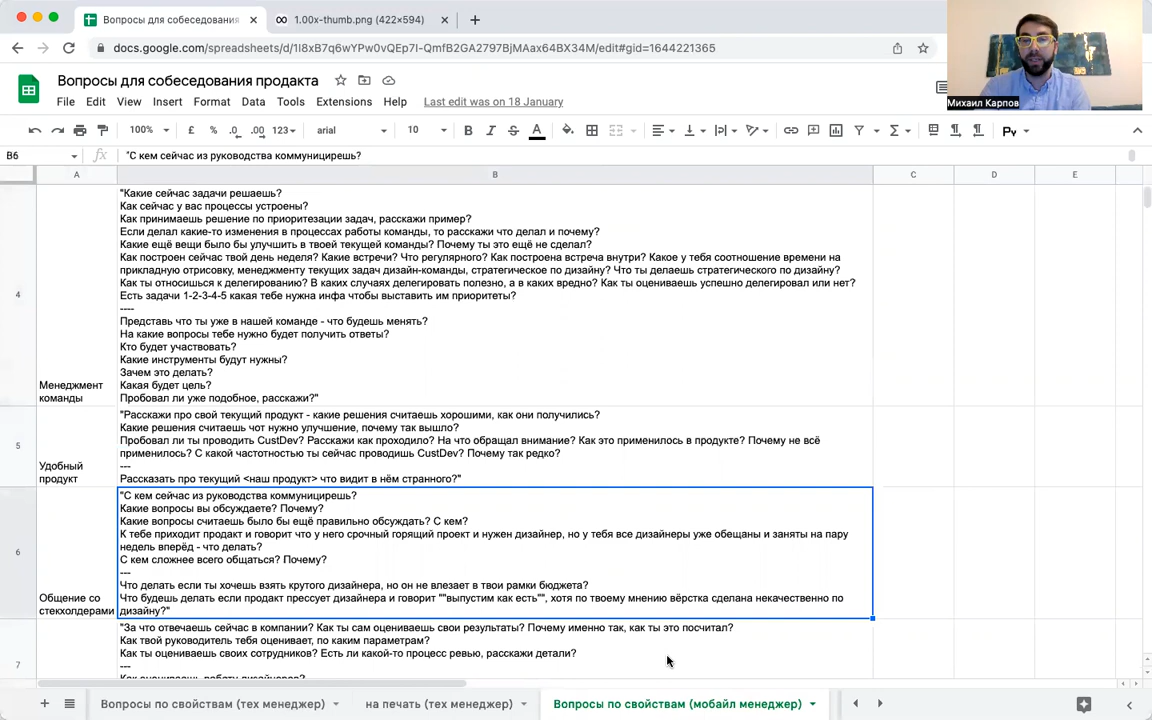 Вопросы для собеседования
1.00x-thumb.png (422×594)
docs.google.com/spreadsheets/d/1I8xB7q6wYPw0vQEp7I-QmfB2GA2797BjMAax64BX34M/edit#gid=1644221365
Вопросы для собеседования продакта
File Edit View Insert Format Data Tools Extensions Help Last edit was on 18 January
Михаил Карпов
100% £ % .0 .00 123 arial 10
B6 "С кем сейчас из руководства коммуницирешь?
A B C D E
4
Менеджмент
команды
"Какие сейчас задачи решаешь?
Как сейчас у вас процессы устроены?
Как принимаешь решение по приоритезации задач, расскажи пример?
Если делал какие-то изменения в процессах работы команды, то расскажи что делал и почему?
Какие ещё вещи было бы улучшить в твоей текущей команды? Почему ты это ещё не сделал?
Как построен сейчас твой день неделя? Какие встречи? Что регулярного? Как построена встреча внутри? Какое у тебя соотношение времени на
прикладную отрисовку, менеджменту текущих задач дизайн-команды, стратегическое по дизайну? Что ты делаешь стратегического по дизайну?
Как ты относишься к делегированию? В каких случаях делегировать полезно, а в каких вредно? Как ты оцениваешь успешно делегировал или нет?
Есть задачи 1-2-3-4-5 какая тебе нужна инфа чтобы выставить им приоритеты?
----
Представь что ты уже в нашей команде - что будешь менять?
На какие вопросы тебе нужно будет получить ответы?
Кто будет участвовать?
Какие инструменты будут нужны?
Зачем это делать?
Какая будет цель?
Пробовал ли уже подобное, расскажи?"
5
Удобный
продукт
"Расскажи про свой текущий продукт - какие решения считаешь хорошими, как они получились?
Какие решения считаешь чот нужно улучшение, почему так вышло?
Пробовал ли ты проводить CustDev? Расскажи как проходило? На что обращал внимание? Как это применилось в продукте? Почему не всё
применилось? С какой частотностью ты сейчас проводишь CustDev? Почему так редко?
---
Рассказать про текущий <наш продукт> что видит в нём странного?"
6
Общение со
стекхолдерами
"С кем сейчас из руководства коммуницирешь?
Какие вопросы вы обсуждаете? Почему?
Какие вопросы считаешь было бы ещё правильно обсуждать? С кем?
К тебе приходит продакт и говорит что у него срочный горящий проект и нужен дизайнер, но у тебя все дизайнеры уже обещаны и заняты на пару
недель вперёд - что делать?
С кем сложнее всего общаться? Почему?
---
Что делать если ты хочешь взять крутого дизайнера, но он не влезает в твои рамки бюджета?
Что будешь делать если продакт прессует дизайнера и говорит ""выпустим как есть"", хотя по твоему мнению вёрстка сделана некачественно по
дизайну?"
7
"За что отвечаешь сейчас в компании? Как ты сам оцениваешь свои результаты? Почему именно так, как ты это посчитал?
Как твой руководитель тебя оценивает, по каким параметрам?
Как ты оцениваешь своих сотрудников? Есть ли какой-то процесс ревью, расскажи детали?
---
Вопросы по свойствам (тех менеджер)
на печать (тех менеджер)
Вопросы по свойствам (мобайл менеджер)